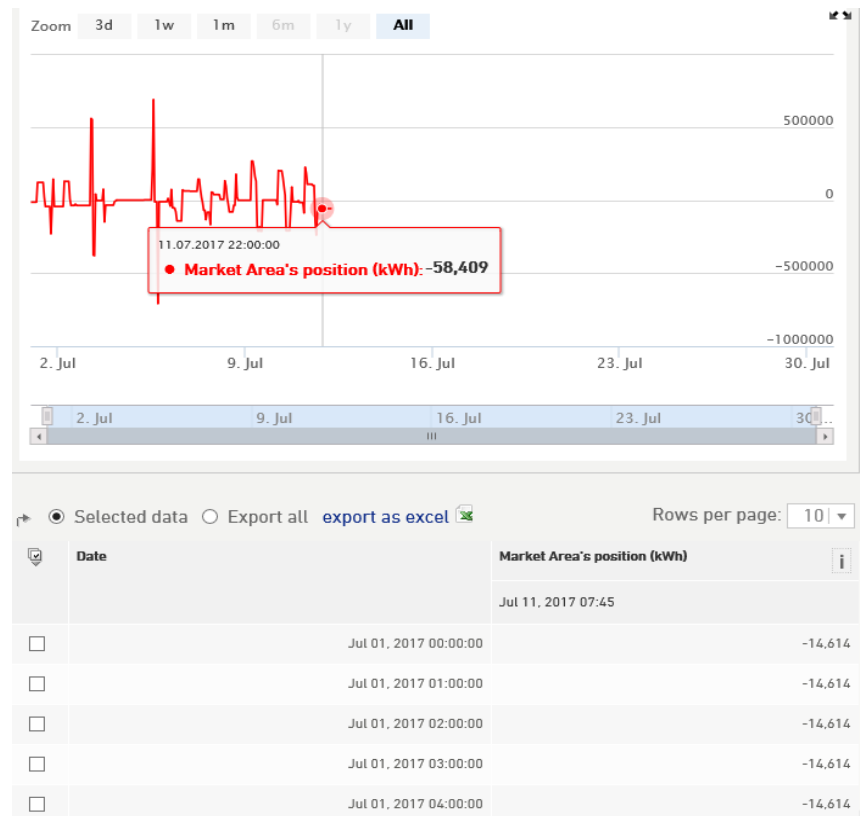 Zoom 3d 1w 1m 6m 1y All
500000
0
11.07.2017 22:00:00
● Market Area's position (kWh):-58,409
-500000
-1000000
2. Jul 9. Jul 16. Jul 23. Jul 30. Jul
2. Jul 9. Jul 16. Jul 23. Jul 30...
Selected data Export all export as excel Rows per page: 10
Date Market Area's position (kWh) i
Jul 11, 2017 07:45
Jul 01, 2017 00:00:00 -14,614
Jul 01, 2017 01:00:00 -14,614
Jul 01, 2017 02:00:00 -14,614
Jul 01, 2017 03:00:00 -14,614
Jul 01, 2017 04:00:00 -14,614